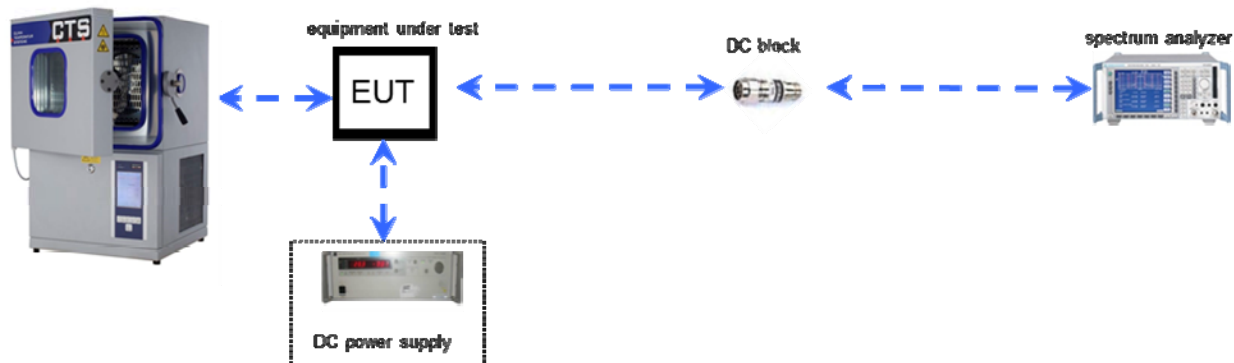 CTS
equipment under test
EUT
DC block
spectrum analyzer
DC power supply